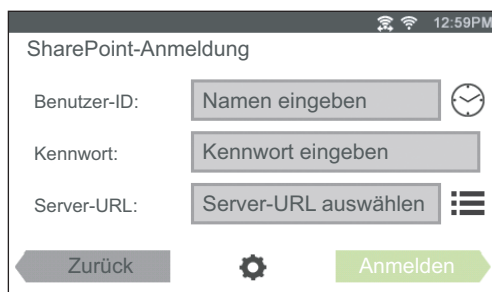 12:59PM
SharePoint-Anmeldung
Benutzer-ID: Namen eingeben
Kennwort: Kennwort eingeben
Server-URL: Server-URL auswählen
Zurück Anmelden